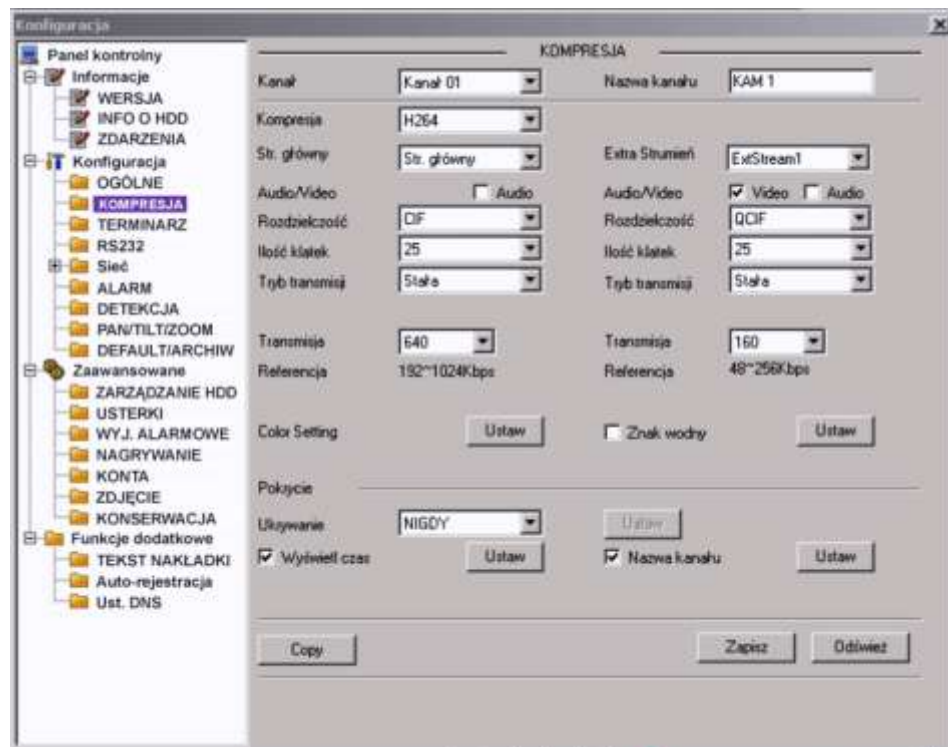 Konfiguracja
Panel kontrolny
Informacje
WERSJA
INFO O HDD
ZDARZENIA
Konfiguracja
OGÓLNE
KOMPRESJA
TERMINARZ
RS232
Sieć
ALARM
DETEKCJA
PAN/TILT/ZOOM
DEFAULT/ARCHIW
Zaawansowane
ZARZĄDZANIE HDD
USTERKI
WYJ. ALARMOWE
NAGRYWANIE
KONTA
ZDJĘCIE
KONSERWACJA
Funkcje dodatkowe
TEKST NAKŁADKI
Auto-rejestracja
Ust. DNS
KOMPRESJA
Kanał Kanał 01 Nazwa kanału KAM 1
Kompresja H264
Str. główny Str. główny Extra Strumień ExtStream1
Audio/Video Audio Audio/Video Video Audio
Rozdzielczość CIF Rozdzielczość QCIF
Ilość klatek 25 Ilość klatek 25
Tryb transmisji Stała Tryb transmisji Stała
Transmisja 640 Transmisja 160
Referencja 192~1024Kbps Referencja 48~256Kbps
Color Setting Ustaw Znak wodny Ustaw
Pokrycie
Ukrywanie NIGDY Ustaw
Wyświetl czas Ustaw Nazwa kanału Ustaw
Copy Zapisz Odśwież